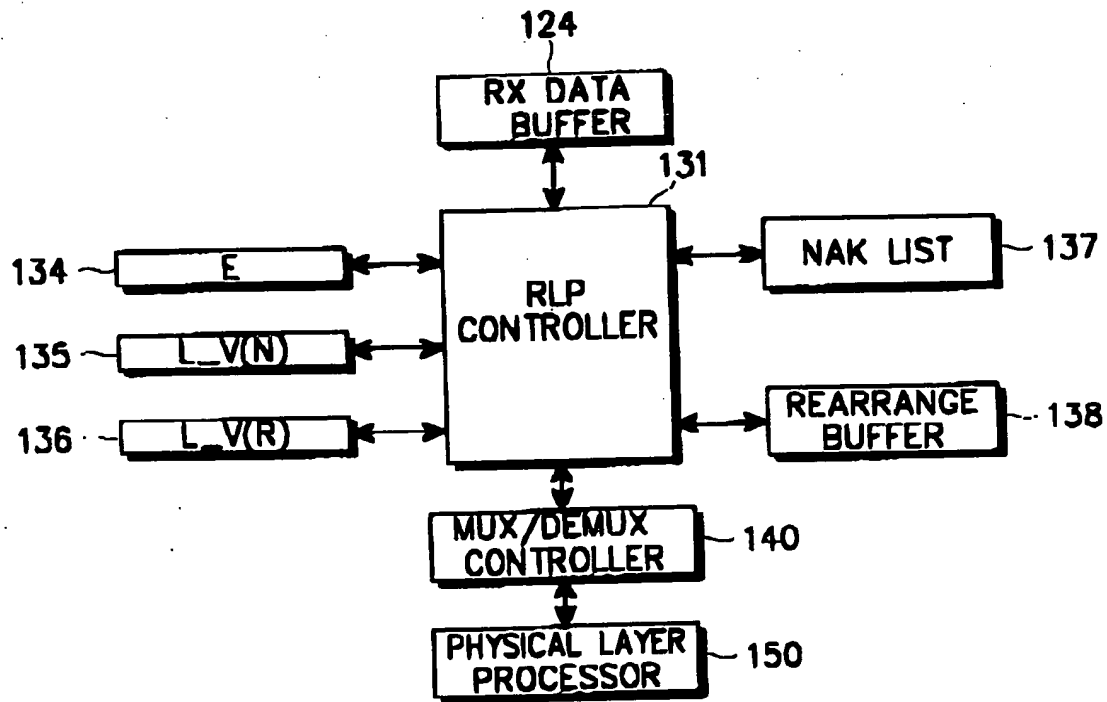 124
RX DATA
BUFFER
131
134
E
RLP
CONTROLLER
NAK LIST
137
135
L_V(N)
136
L_V(R)
REARRANGE
BUFFER
138
MUX/DEMUX
CONTROLLER
140
PHYSICAL LAYER
PROCESSOR
150